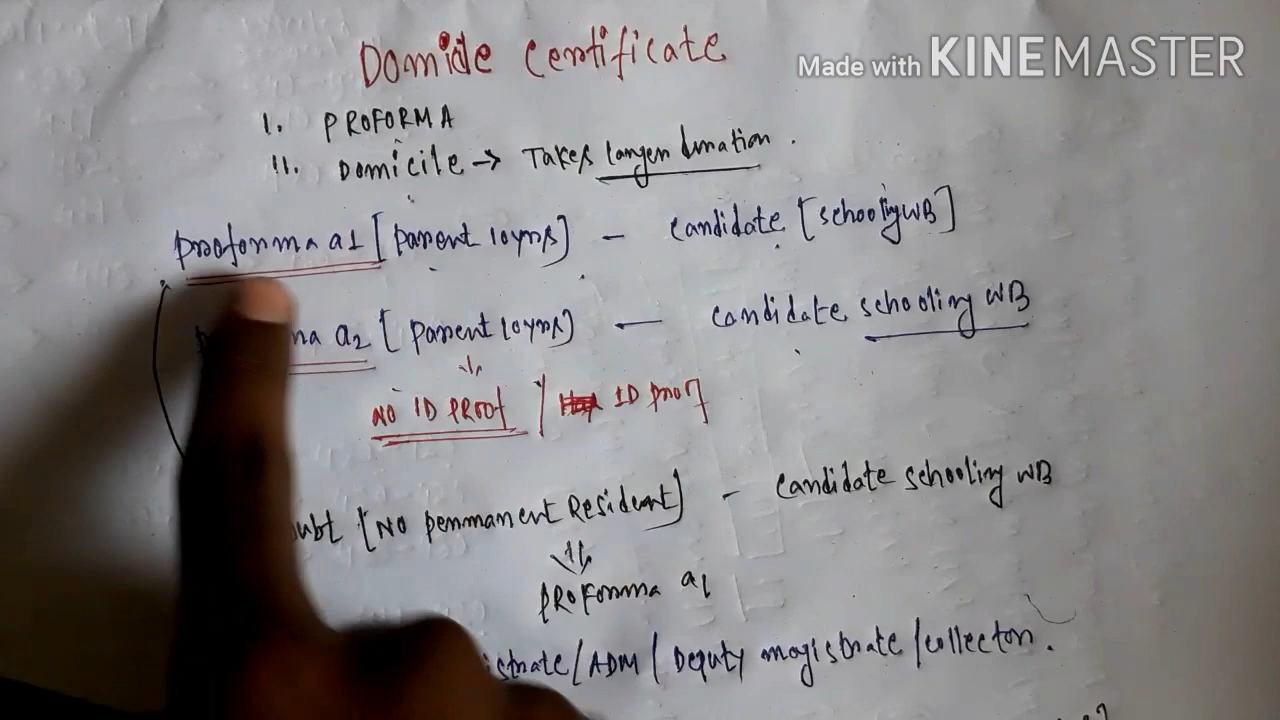 Domicile Certificate
Made with KINEMASTER
I. PROFORMA
II. DOMICILE → Takes longer duration.
Proforma a1 [parent 10yrs] - candidate [schooling WB]
ma a2 [parent 10yrs] — candidate schooling WB
NO ID PROOF / ID proof
oubt [No permanent Resident] - candidate schooling WB
PROForma a1
istrate/ADM/Deputy magistrate/collector.